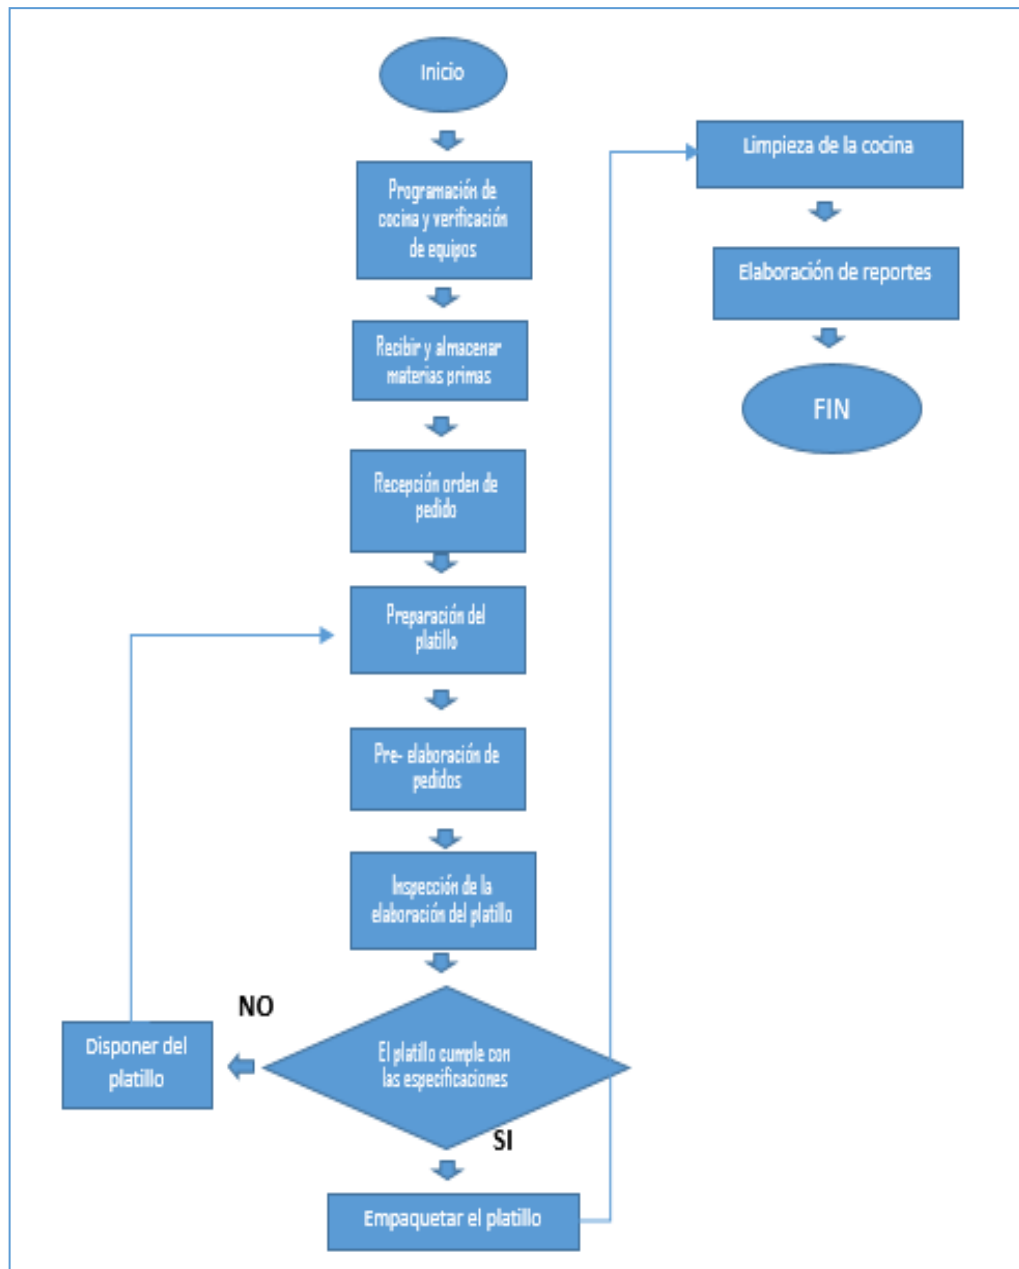 Inicio
Programación de
cocina y verificación
de equipos
Recibir y almacenar
materias primas
Recepción orden de
pedido
Preparación del
platillo
Pre- elaboración de
pedidos
Inspección de la
elaboración del platillo
El platillo cumple con
las especificaciones
NO
Disponer del
platillo
SI
Empaquetar el platillo
Limpieza de la cocina
Elaboración de reportes
FIN